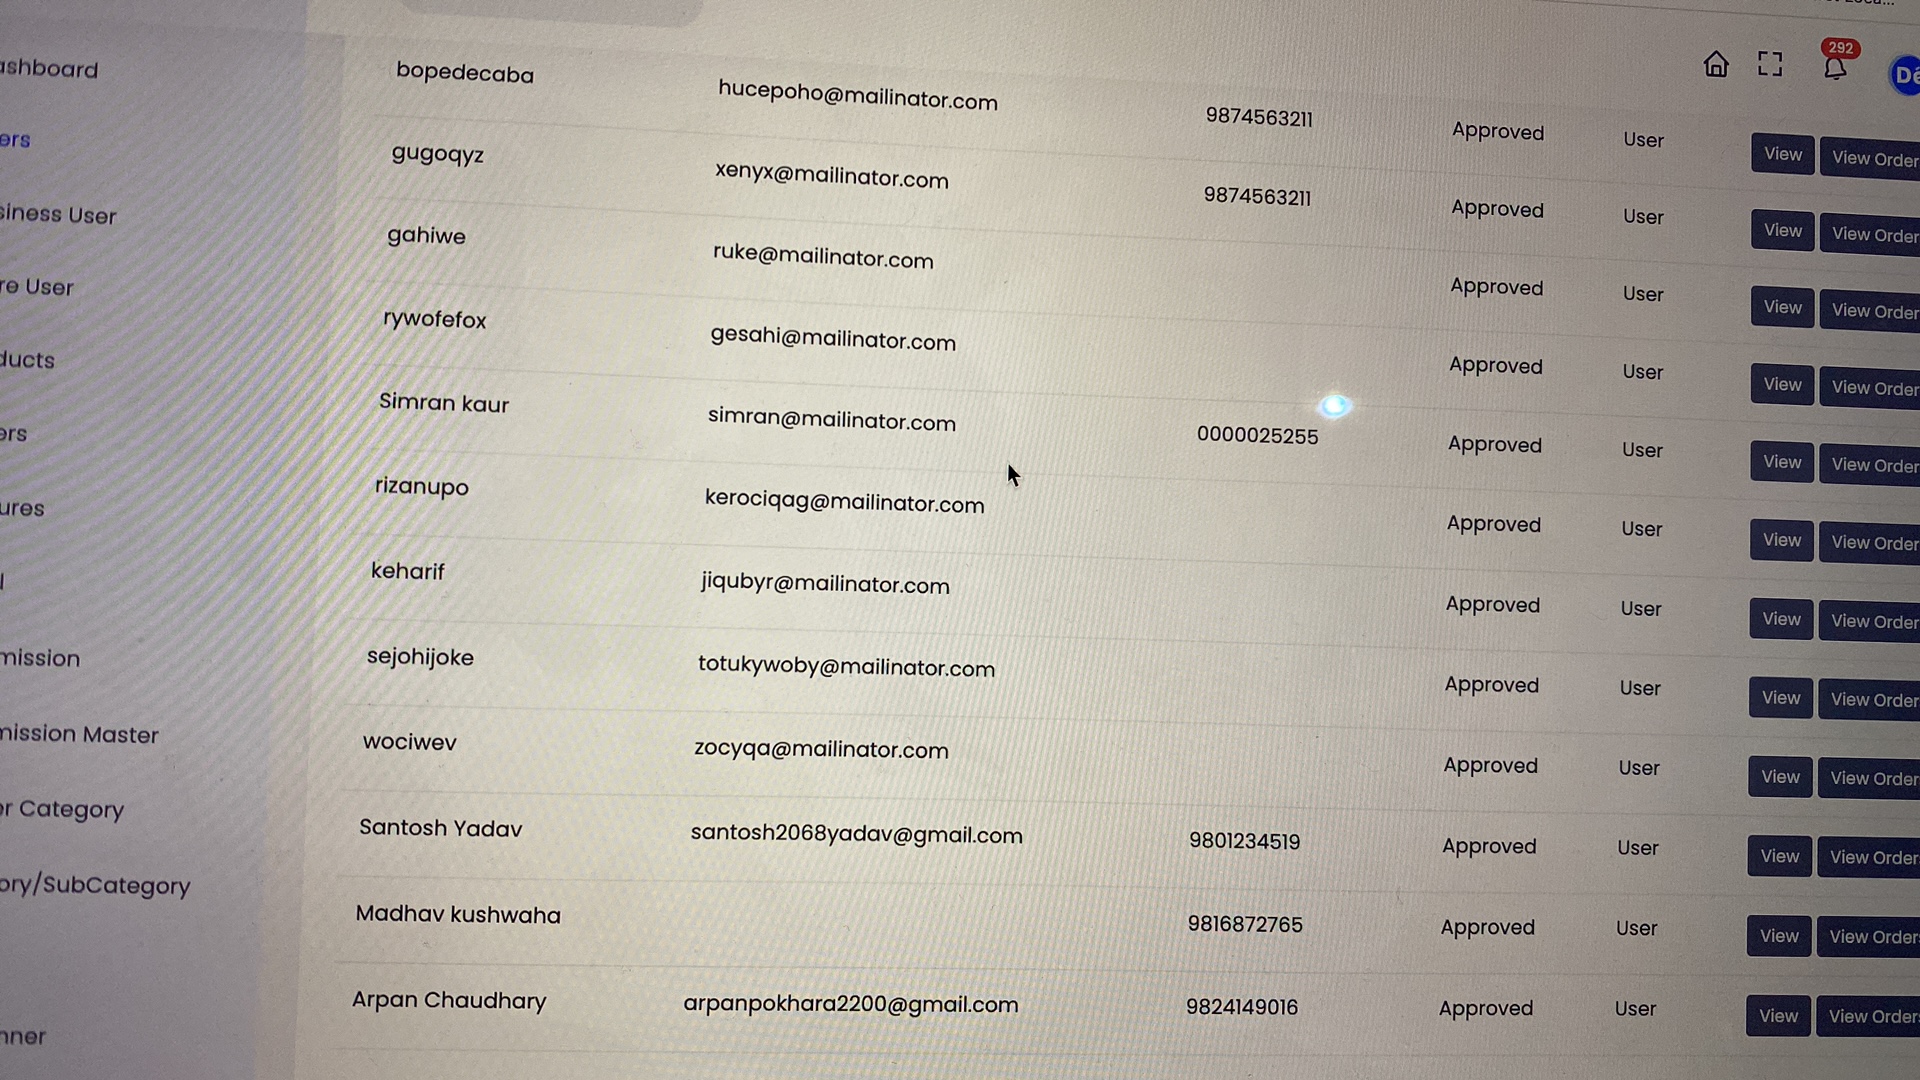 292
Dashboard
bopedecaba hucepoho@mailinator.com 9874563211 Approved User View View Order
gugoqyz xenyx@mailinator.com 9874563211 Approved User View View Order
siness User
gahiwe ruke@mailinator.com Approved User View View Order
re User
rywofefox gesahi@mailinator.com Approved User View View Order
ducts
Simran kaur simran@mailinator.com 0000025255 Approved User View View Order
ers
rizanupo kerociqag@mailinator.com Approved User View View Order
ures
keharif jiqubyr@mailinator.com Approved User View View Order
mission
sejohijoke totukywoby@mailinator.com Approved User View View Order
mission Master
wociwev zocyqa@mailinator.com Approved User View View Order
or Category
Santosh Yadav santosh2068yadav@gmail.com 9801234519 Approved User View View Order
ory/SubCategory
Madhav kushwaha 9816872765 Approved User View View Order
nner
Arpan Chaudhary arpanpokhara2200@gmail.com 9824149016 Approved User View View Order